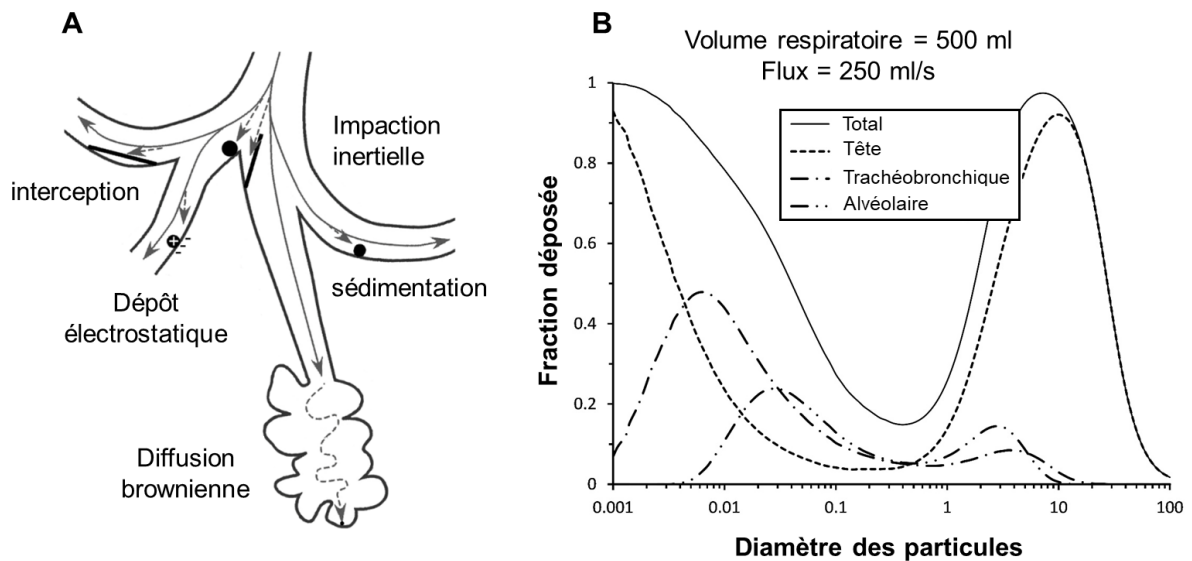 A
Impaction
inertielle
interception
sédimentation
Dépôt
électrostatique
Diffusion
brownienne
B
Volume respiratoire = 500 ml
Flux = 250 ml/s
Total
Tête
Trachéobronchique
Alvéolaire
Fraction déposée
1
0.8
0.6
0.4
0.2
0
0.001
0.01
0.1
1
10
100
Diamètre des particules